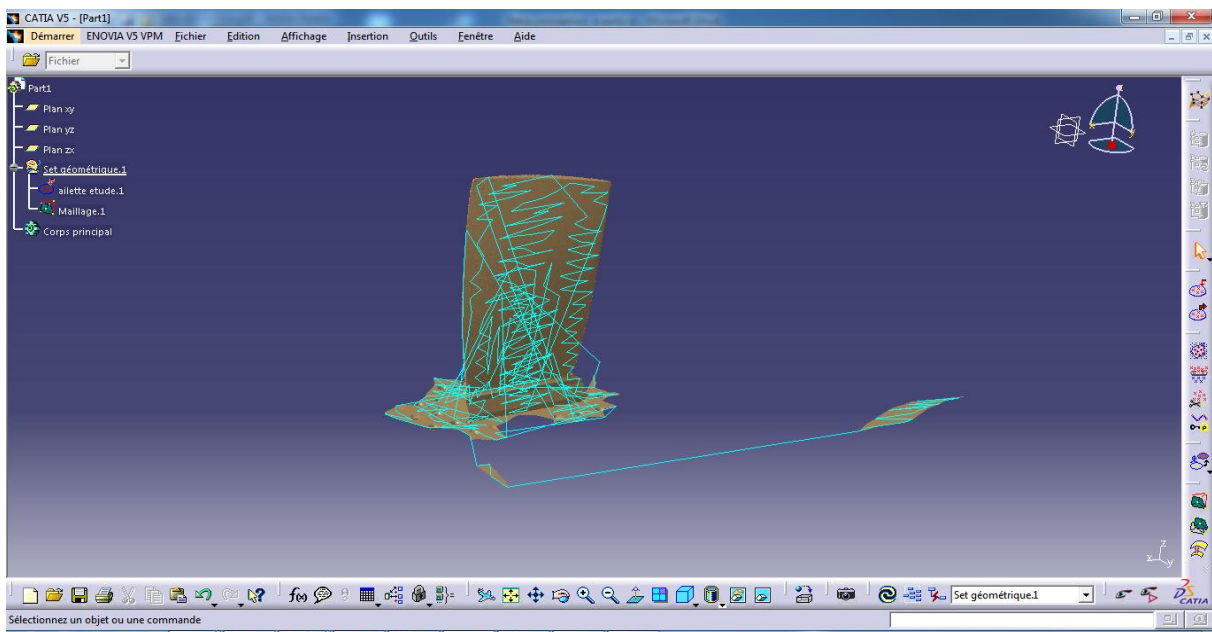 CATIA V5 - [Part1]
Démarrer ENOVIA V5 VPM Fichier Edition Affichage Insertion Outils Fenêtre Aide
Fichier
Part1
Plan xy
Plan yz
Plan zx
Set géométrique.1
ailette etude.1
Maillage.1
Corps principal
z
x y
f(x)
Set géométrique.1
CATIA
Sélectionnez un objet ou une commande